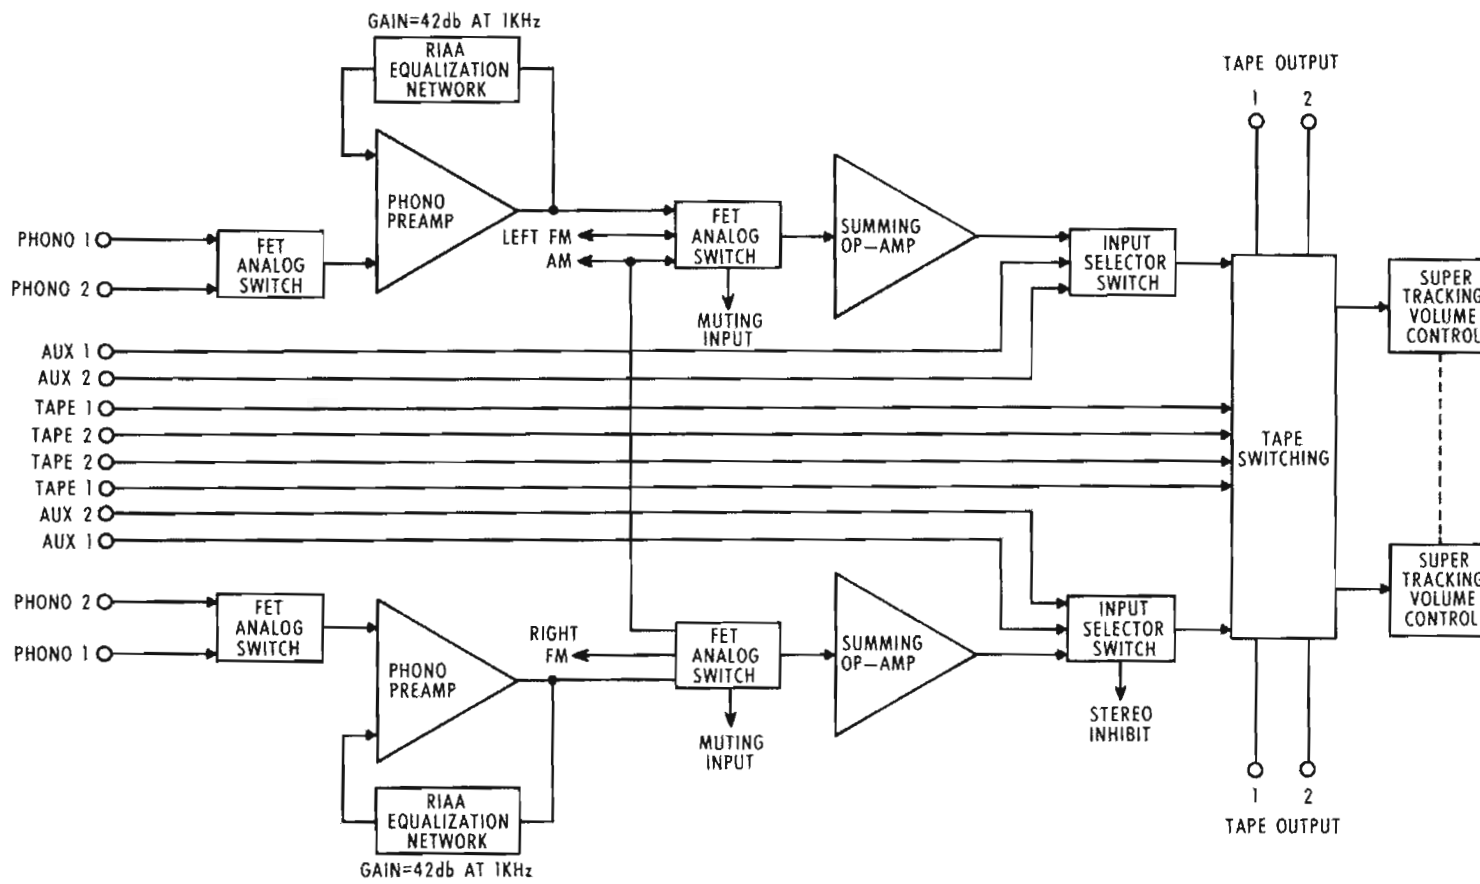 GAIN=42db AT 1KHz
RIAA
EQUALIZATION
NETWORK
TAPE OUTPUT
1 2
PHONO
PREAMP
PHONO 1
PHONO 2
FET
ANALOG
SWITCH
LEFT FM
AM
FET
ANALOG
SWITCH
MUTING
INPUT
SUMMING
OP–AMP
INPUT
SELECTOR
SWITCH
SUPER
TRACKING
VOLUME
CONTROL
AUX 1
AUX 2
TAPE 1
TAPE 2
TAPE 2
TAPE 1
AUX 2
AUX 1
TAPE
SWITCHING
PHONO 2
PHONO 1
FET
ANALOG
SWITCH
PHONO
PREAMP
RIGHT
FM
FET
ANALOG
SWITCH
MUTING
INPUT
SUMMING
OP–AMP
INPUT
SELECTOR
SWITCH
STEREO
INHIBIT
SUPER
TRACKING
VOLUME
CONTROL
RIAA
EQUALIZATION
NETWORK
GAIN=42db AT 1KHz
1 2
TAPE OUTPUT